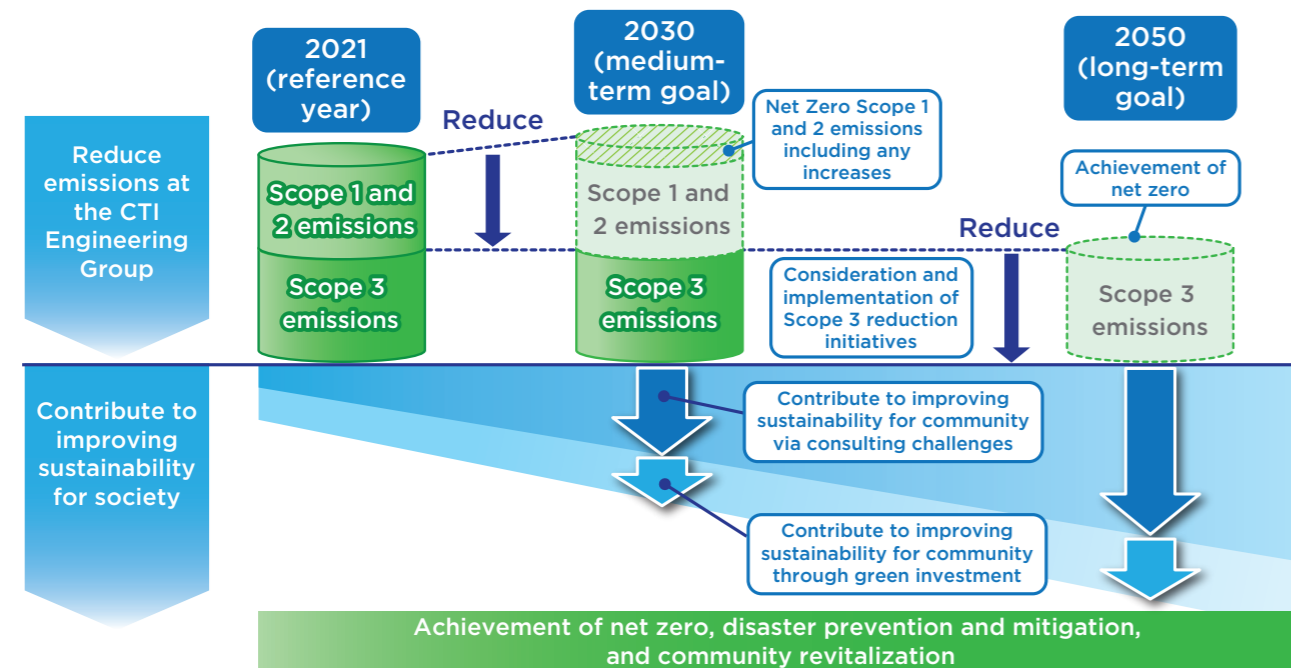 2021
(reference
year)
2030
(medium-
term goal)
2050
(long-term
goal)
Reduce
emissions at
the CTI
Engineering
Group
Reduce
Net Zero Scope 1
and 2 emissions
including any
increases
Achievement of
net zero
Scope 1 and
2 emissions
Scope 3
emissions
Scope 1 and
2 emissions
Scope 3
emissions
Reduce
Consideration and
implementation of
Scope 3 reduction
initiatives
Scope 3
emissions
Contribute to
improving
sustainability
for society
Contribute to improving
sustainability for community
via consulting challenges
Contribute to improving
sustainability for community
through green investment
Achievement of net zero, disaster prevention and mitigation,
and community revitalization